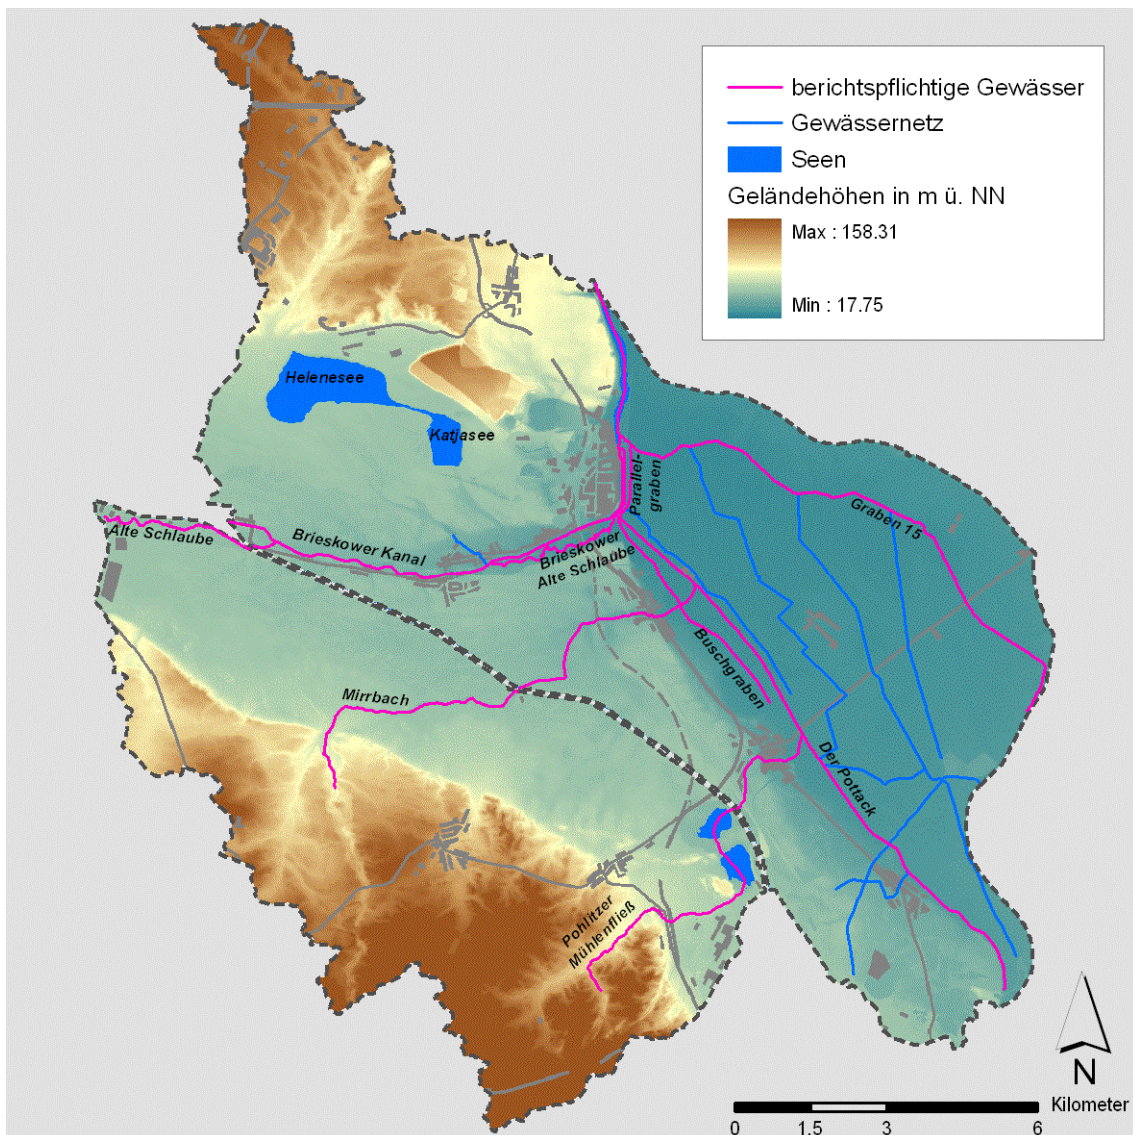 berichtspflichtige Gewässer
Gewässernetz
Seen
Geländehöhen in m ü. NN
Max : 158.31
Min : 17.75
Helenesee
Katjasee
Parallel-
graben
Graben 15
Alte Schlaube
Brieskower Kanal
Brieskower
Alte Schlaube
Buschgraben
Mirrbach
Der Pottack
Pohlitzer
Mühlenfließ
N
Kilometer
0 1,5 3 6